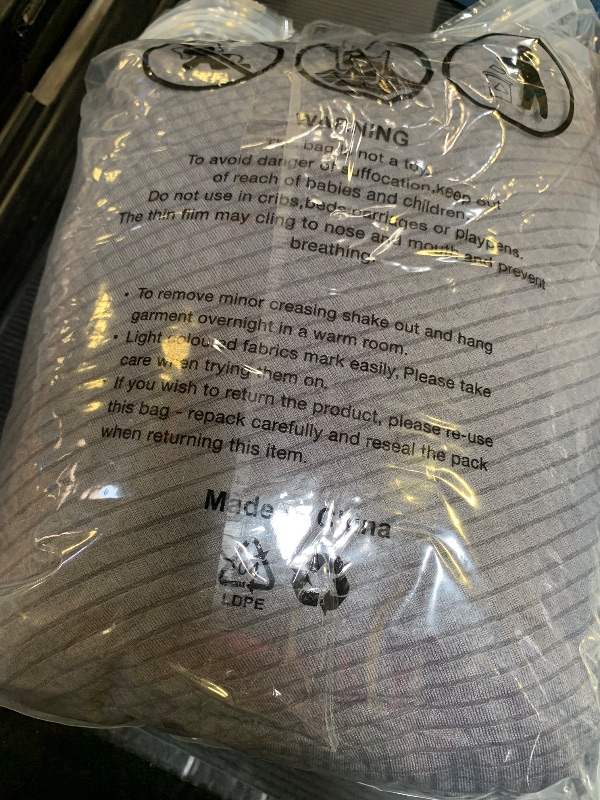 WARNING
This bag is not a toy.
To avoid danger of suffocation,keep out
of reach of babies and children.
Do not use in cribs,beds,carriages or playpens.
The thin film may cling to nose and mouth and prevent
breathing.
• To remove minor creasing shake out and hang
garment overnight in a warm room.
• Light coloured fabrics mark easily, Please take
care when trying them on.
• If you wish to return the product, please re-use
this bag - repack carefully and reseal the pack
when returning this item.
Made in China
LDPE